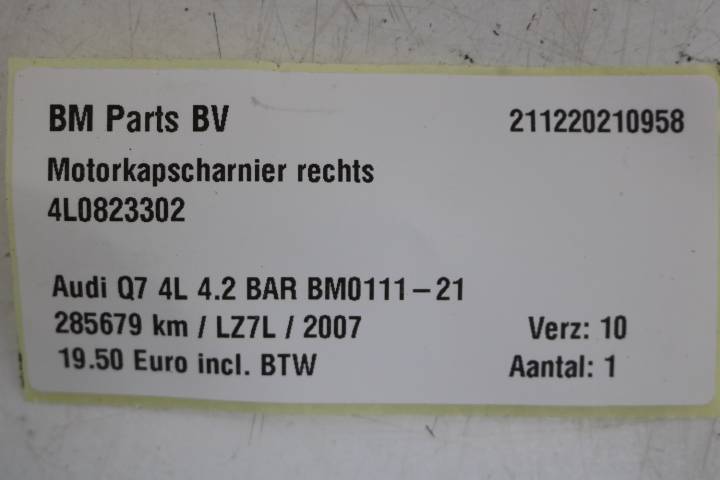 BM Parts BV 211220210958
Motorkapscharnier rechts
4L0823302
Audi Q7 4L 4.2 BAR BM0111-21
285679 km / LZ7L / 2007 Verz: 10
19.50 Euro incl. BTW Aantal: 1